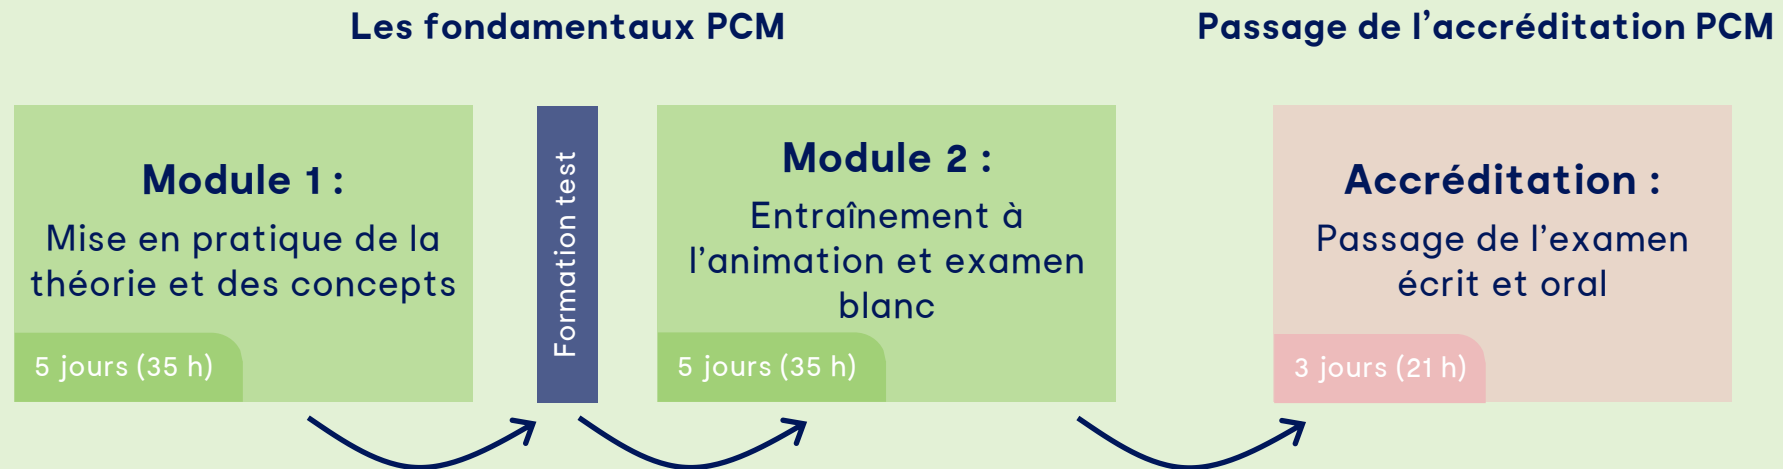 Les fondamentaux PCM
Passage de l’accréditation PCM
Module 1 :
Mise en pratique de la
théorie et des concepts
5 jours (35 h)
Formation test
Module 2 :
Entraînement à
l’animation et examen
blanc
5 jours (35 h)
Accréditation :
Passage de l’examen
écrit et oral
3 jours (21 h)